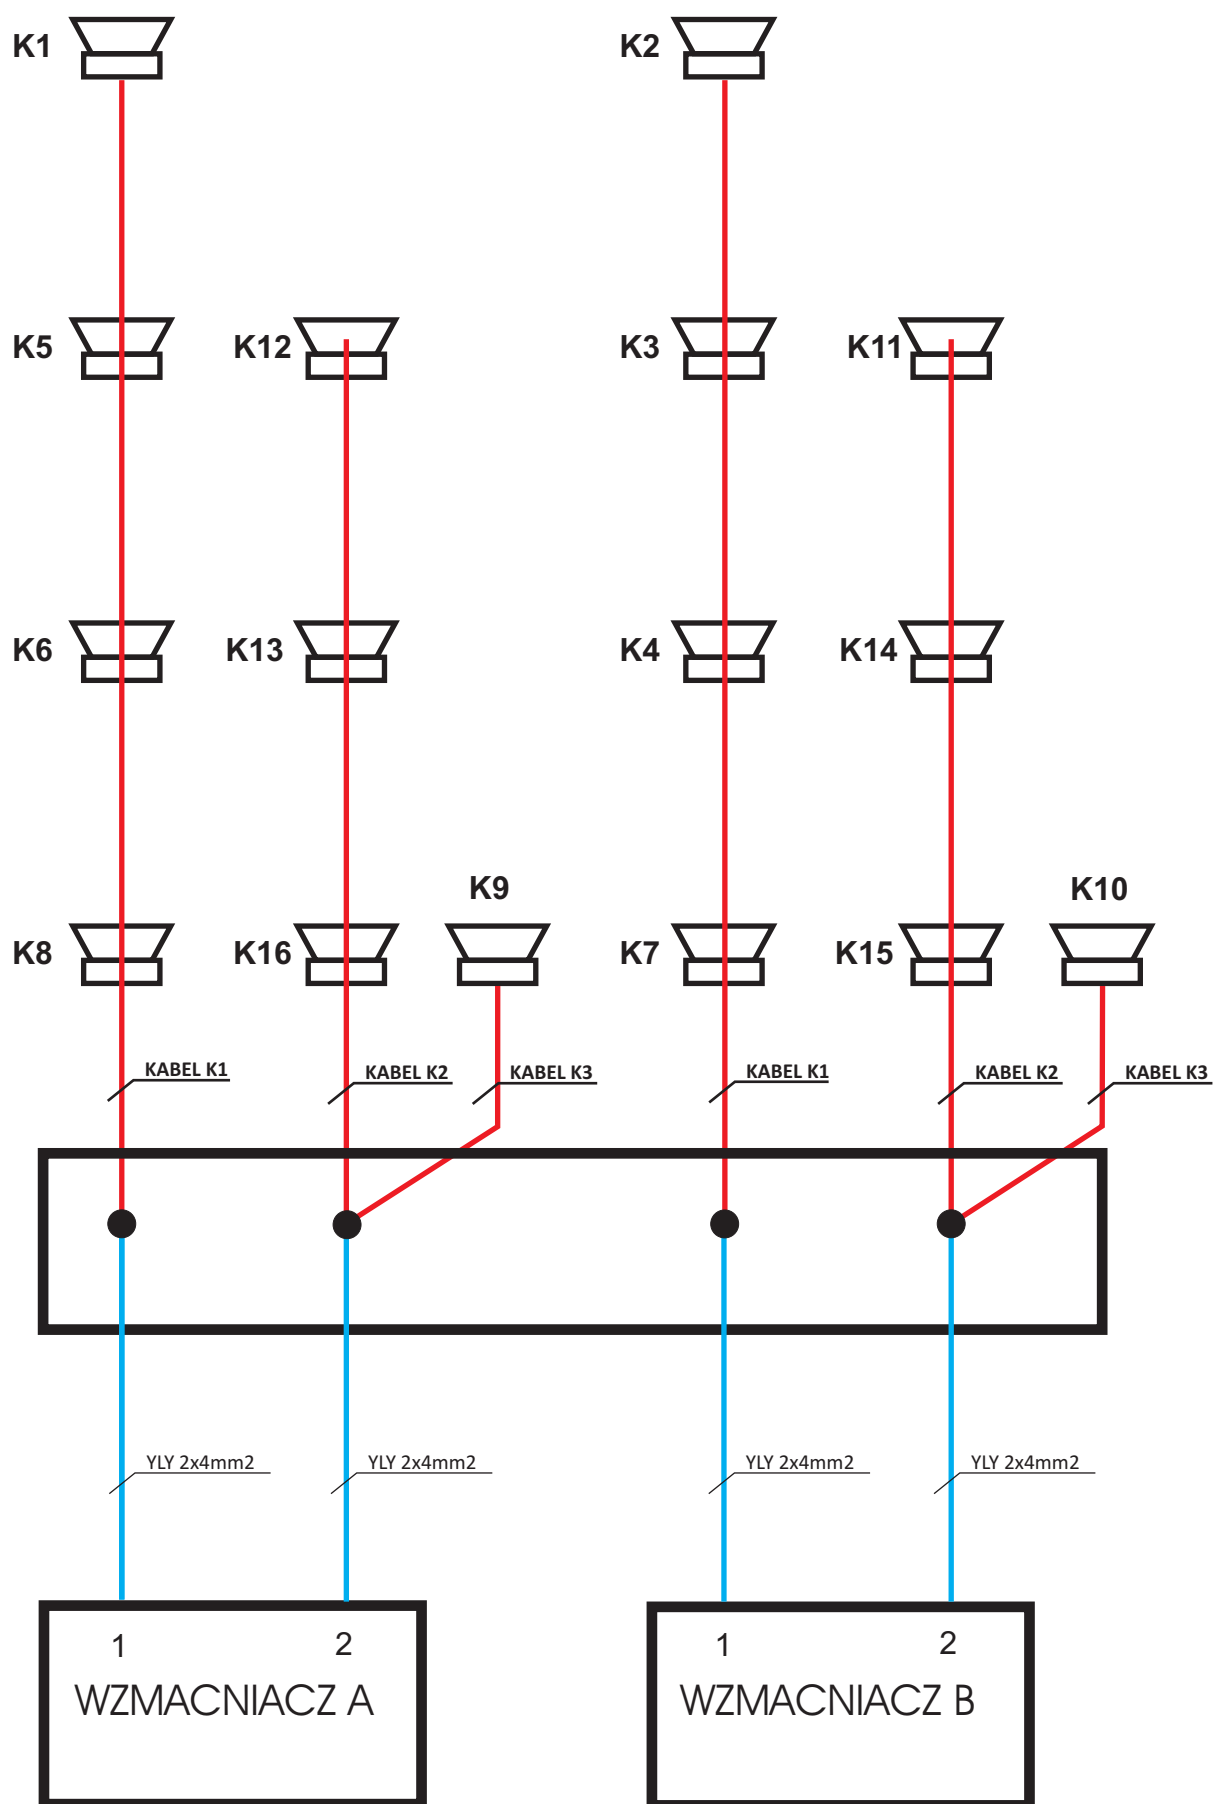 K1
K2
K5
K12
K3
K11
K6
K13
K4
K14
K9
K10
K8
K16
K7
K15
KABEL K1
KABEL K2
KABEL K3
KABEL K1
KABEL K2
KABEL K3
YLY 2x4mm2
YLY 2x4mm2
YLY 2x4mm2
YLY 2x4mm2
1
2
1
2
WZMACNIACZ A
WZMACNIACZ B